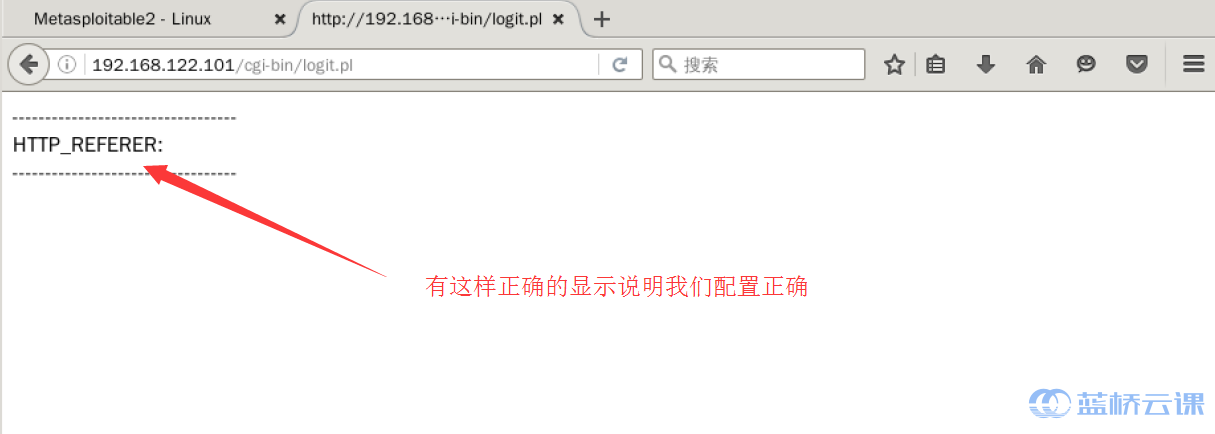 Metasploitable2 - Linux
http://192.168…i-bin/logit.pl
192.168.122.101/cgi-bin/logit.pl
搜索
----------------------------------
HTTP_REFERER:
----------------------------------
有这样正确的显示说明我们配置正确
蓝桥云课